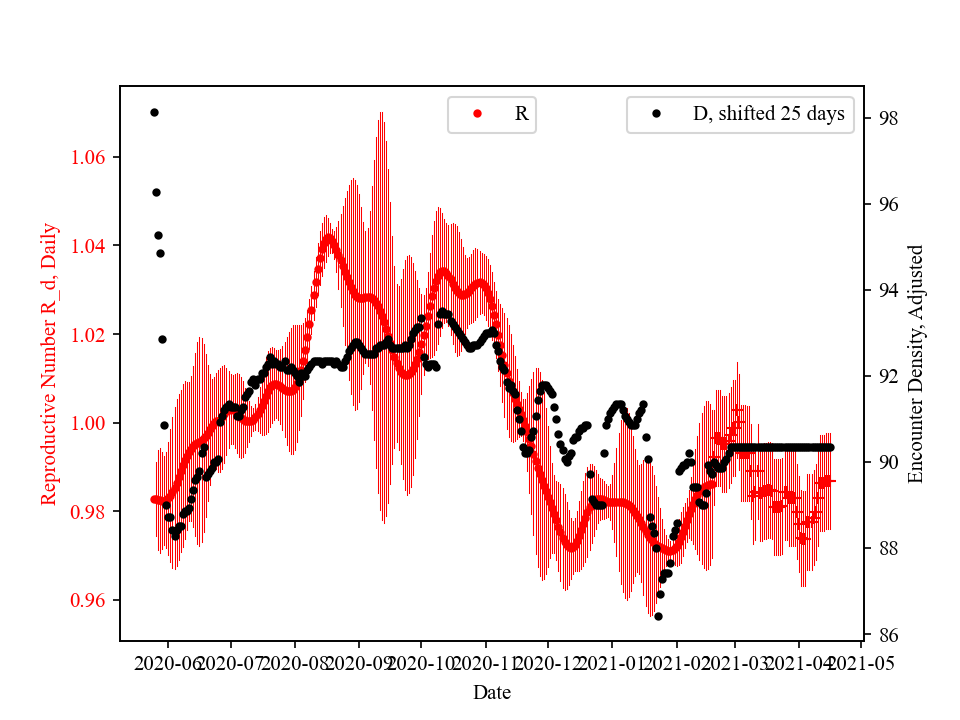 R
D, shifted 25 days
1.06
1.04
1.02
1.00
0.98
0.96
Reproductive Number R_d, Daily
98
96
94
92
90
88
86
Encounter Density, Adjusted
2020-06 2020-07 2020-08 2020-09 2020-10 2020-11 2020-12 2021-01 2021-02 2021-03 2021-04 2021-05
Date